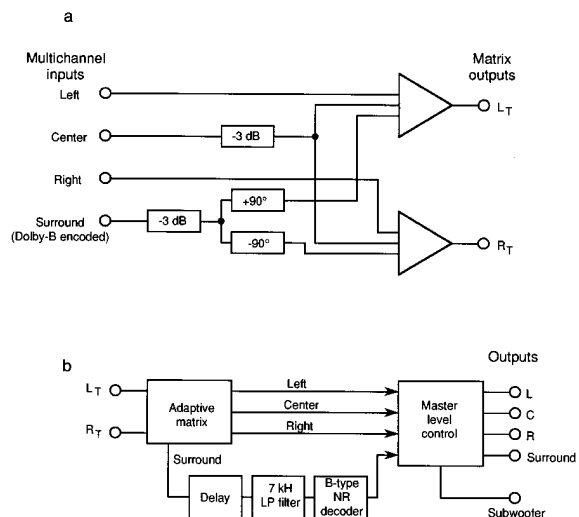 a
Multichannel
inputs
Matrix
outputs
Left
L_T
Center
-3 dB
Right
+90°
Surround
(Dolby-B encoded)
-3 dB
-90°
R_T
b
Outputs
L_T
Left
L
Adaptive
matrix
Center
Master
level
control
C
R_T
Right
R
Surround
Surround
Delay
7 kH
LP filter
B-type
NR
decoder
Subwooter